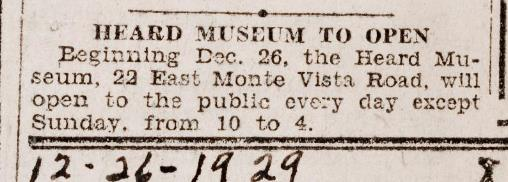 HEARD MUSEUM TO OPEN
Beginning Dec. 26, the Heard Mu-
seum, 22 East Monte Vista Road, will
open to the public every day except
Sunday, from 10 to 4.
12-26-1929 8